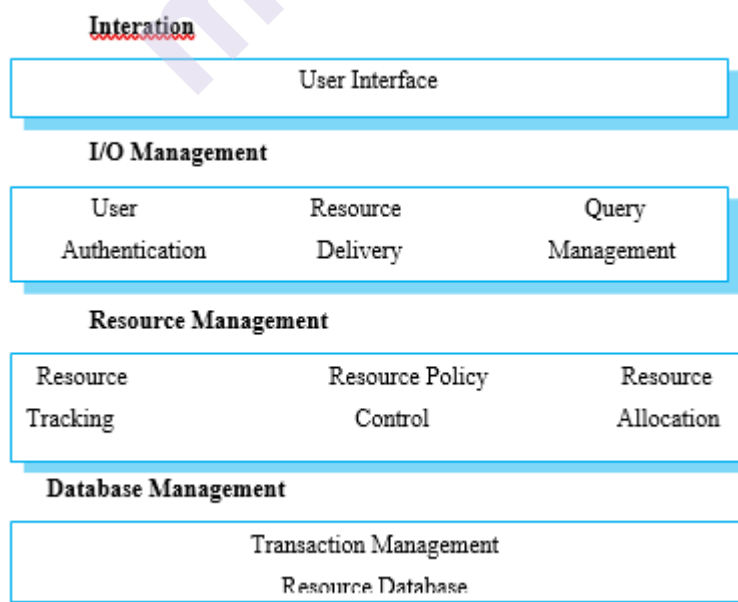 Interation
User Interface
I/O Management
User Resource Query
Authentication Delivery Management
Resource Management
Resource Resource Policy Resource
Tracking Control Allocation
Database Management
Transaction Management
Resource Database